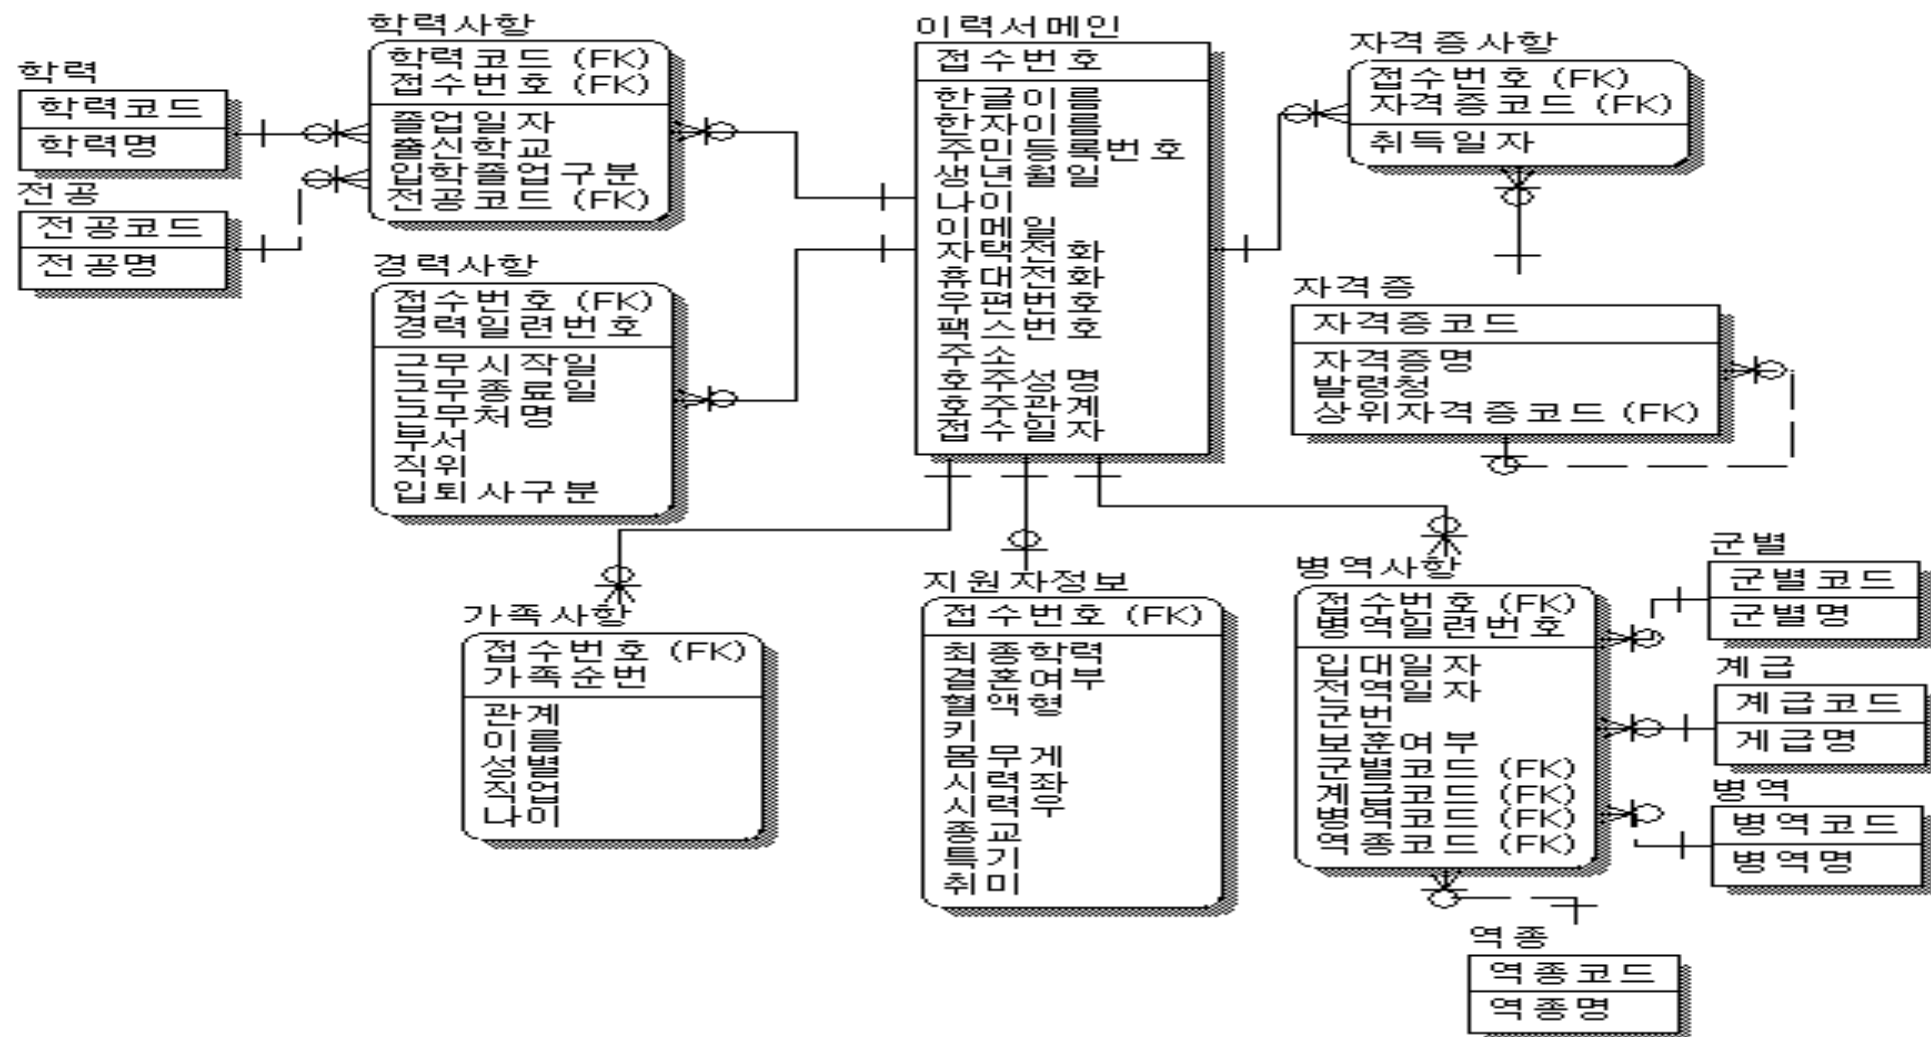 학력
학력코드
학력명
전공
전공코드
전공명
학력사항
학력코드 (FK)
접수번호 (FK)
졸업일자
출신학교
입학졸업구분
전공코드 (FK)
경력사항
접수번호 (FK)
경력일련번호
근무시작일
근무종료일
근무처명
부서
직위
입퇴사구분
이력서메인
접수번호
한글이름
한자이름
주민등록번호
생년월일
나이
이메일
자택전화
휴대전화
우편번호
팩스번호
주소
호주성명
호주관계
접수일자
자격증사항
접수번호 (FK)
자격증코드 (FK)
취득일자
자격증
자격증코드
자격증명
발령청
상위자격증코드 (FK)
가족사항
접수번호 (FK)
가족순번
관계
이름
성별
직업
나이
지원자정보
접수번호 (FK)
최종학력
결혼여부
혈액형
키
몸무게
시력좌
시력우
종교
특기
취미
병역사항
접수번호 (FK)
병역일련번호
입대일자
전역일자
군번
보훈여부
군별코드 (FK)
계급코드 (FK)
병역코드 (FK)
역종코드 (FK)
군별
군별코드
군별명
계급
계급코드
게급명
병역
병역코드
병역명
역종
역종코드
역종명